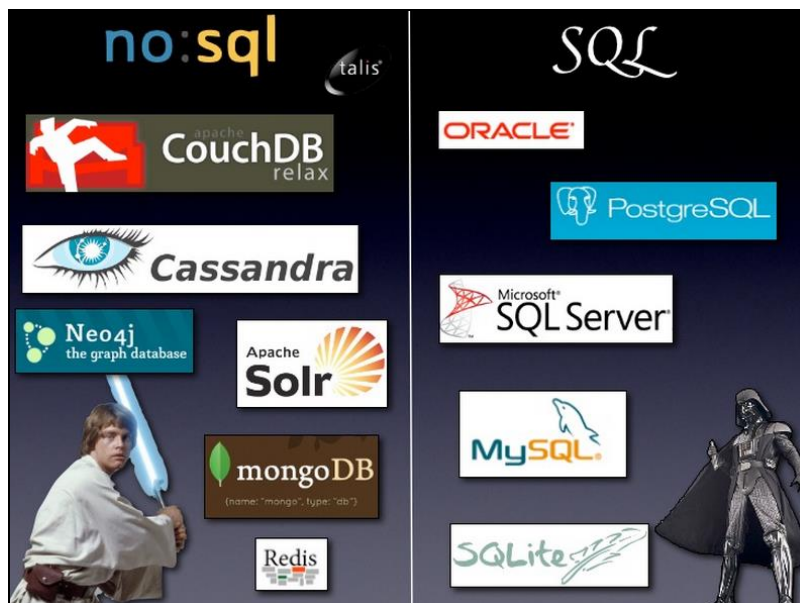 no:sql
talis®
apache
CouchDB
relax
Cassandra
Neo4j
the graph database
Apache
Solr
mongoDB
{name: "mongo", type: "db"}
Redis
SQL
ORACLE®
PostgreSQL
Microsoft®
SQL Server®
™
MySQL®
SQLite